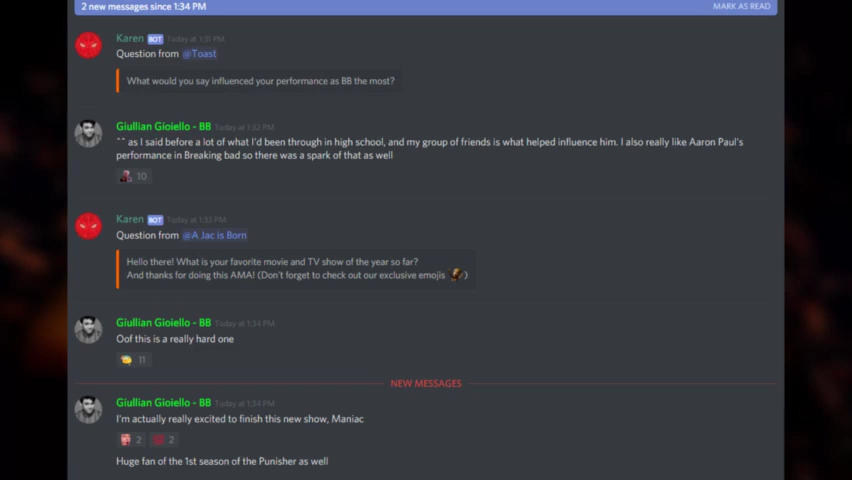 2 new messages since 1:34 PM MARK AS READ
Karen BOT Today at 1:31 PM
Question from @Toast
What would you say influenced your performance as BB the most?
Giullian Gioiello - BB Today at 1:32 PM
^^ as I said before a lot of what I'd been through in high school, and my group of friends is what helped influence him. I also really like Aaron Paul's
performance in Breaking bad so there was a spark of that as well
10
Karen BOT Today at 1:33 PM
Question from @A Jac is Born
Hello there! What is your favorite movie and TV show of the year so far?
And thanks for doing this AMA! (Don't forget to check out our exclusive emojis )
Giullian Gioiello - BB Today at 1:34 PM
Oof this is a really hard one
11
NEW MESSAGES
Giullian Gioiello - BB Today at 1:34 PM
I'm actually really excited to finish this new show, Maniac
2 2
Huge fan of the 1st season of the Punisher as well